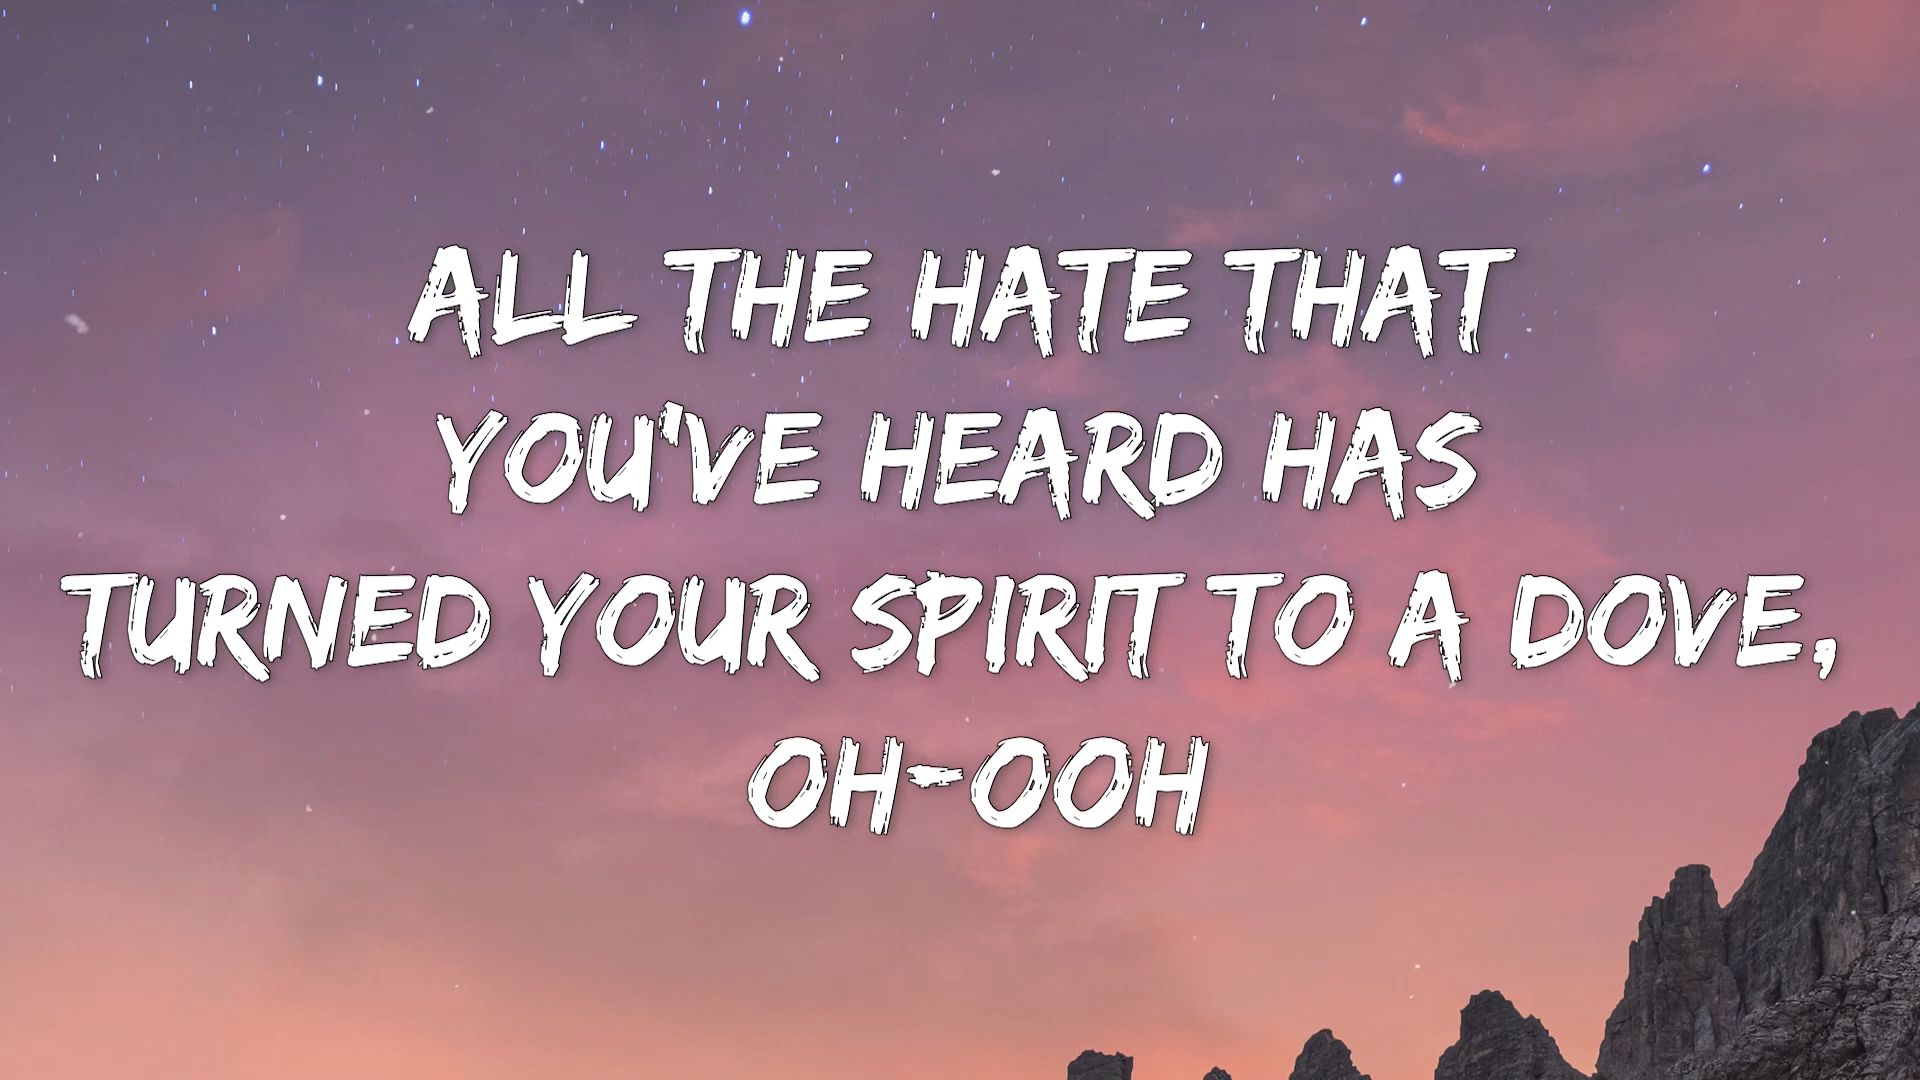 ALL THE HATE THAT
YOU'VE HEARD HAS
TURNED YOUR SPIRIT TO A DOVE,
OH-OOH